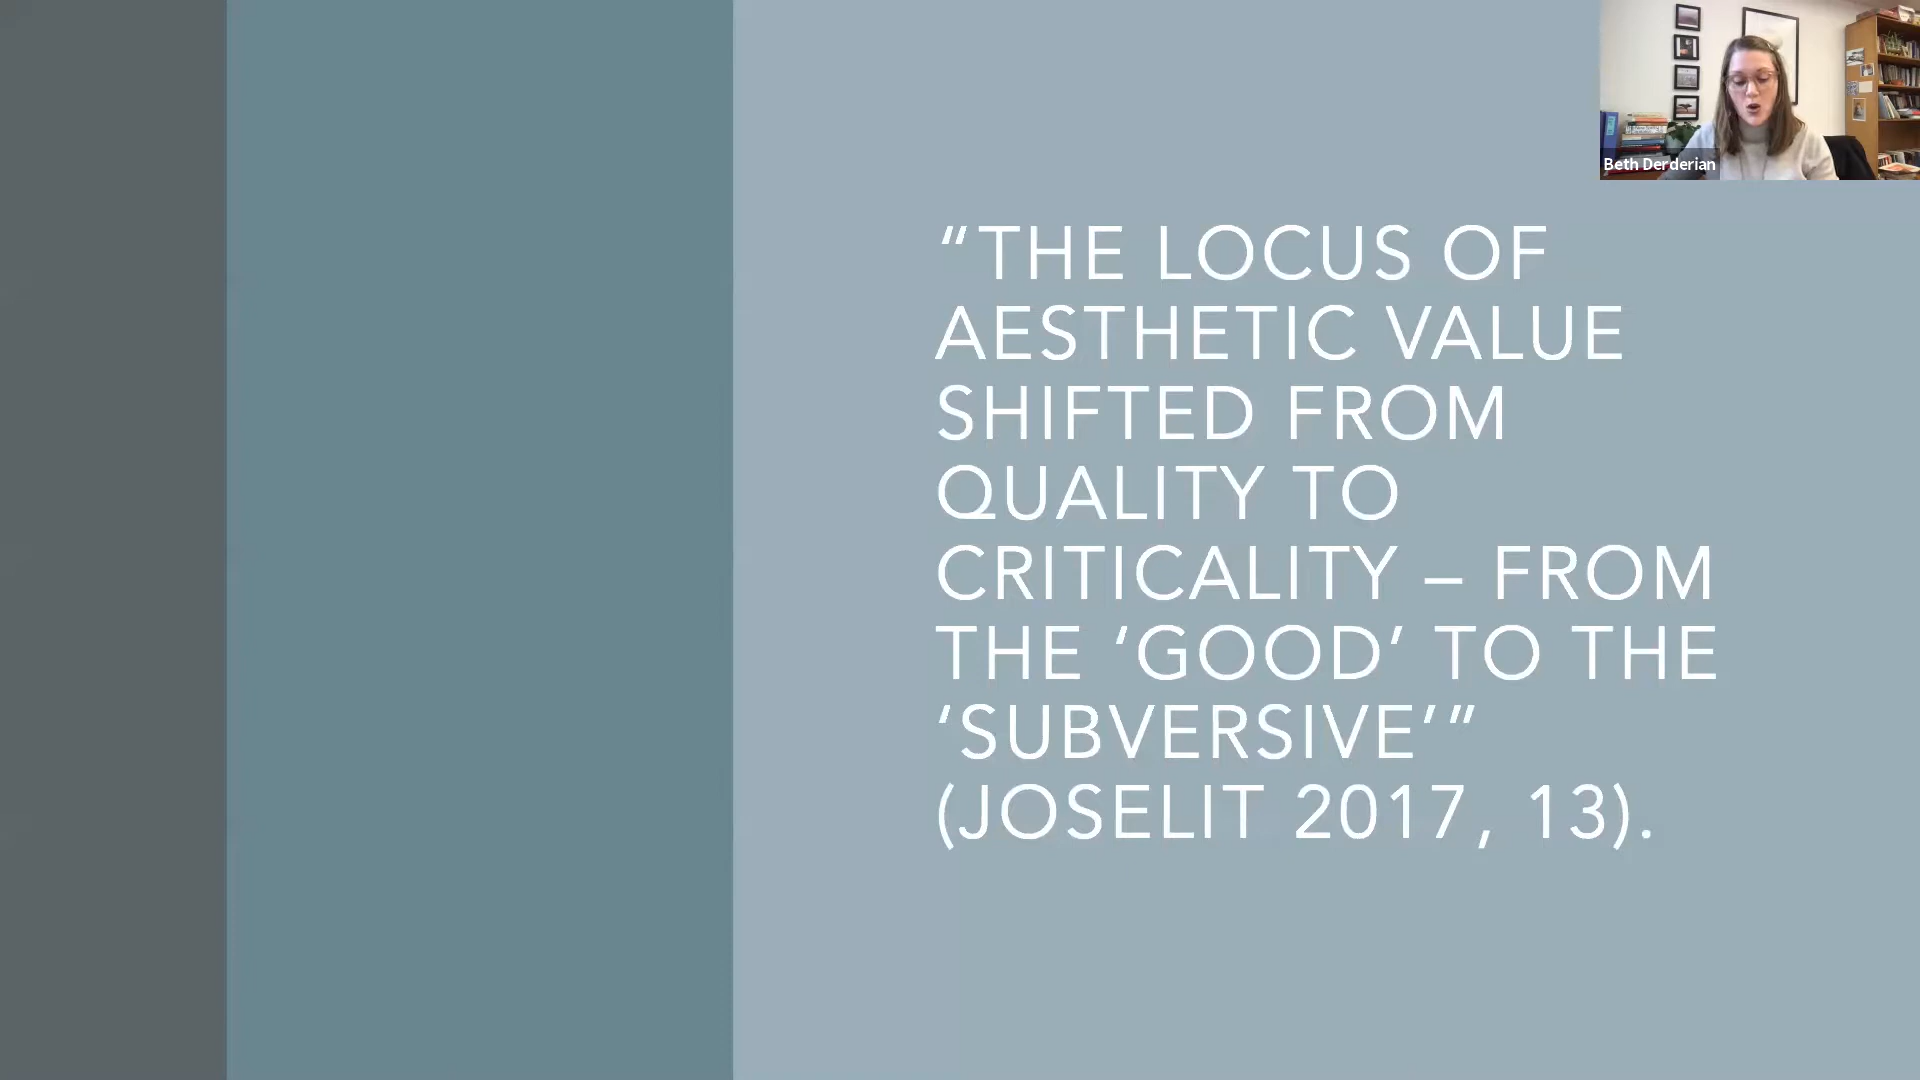 Beth Derderian
“THE LOCUS OF
AESTHETIC VALUE
SHIFTED FROM
QUALITY TO
CRITICALITY – FROM
THE ‘GOOD’ TO THE
‘SUBVERSIVE’”
(JOSELIT 2017, 13).